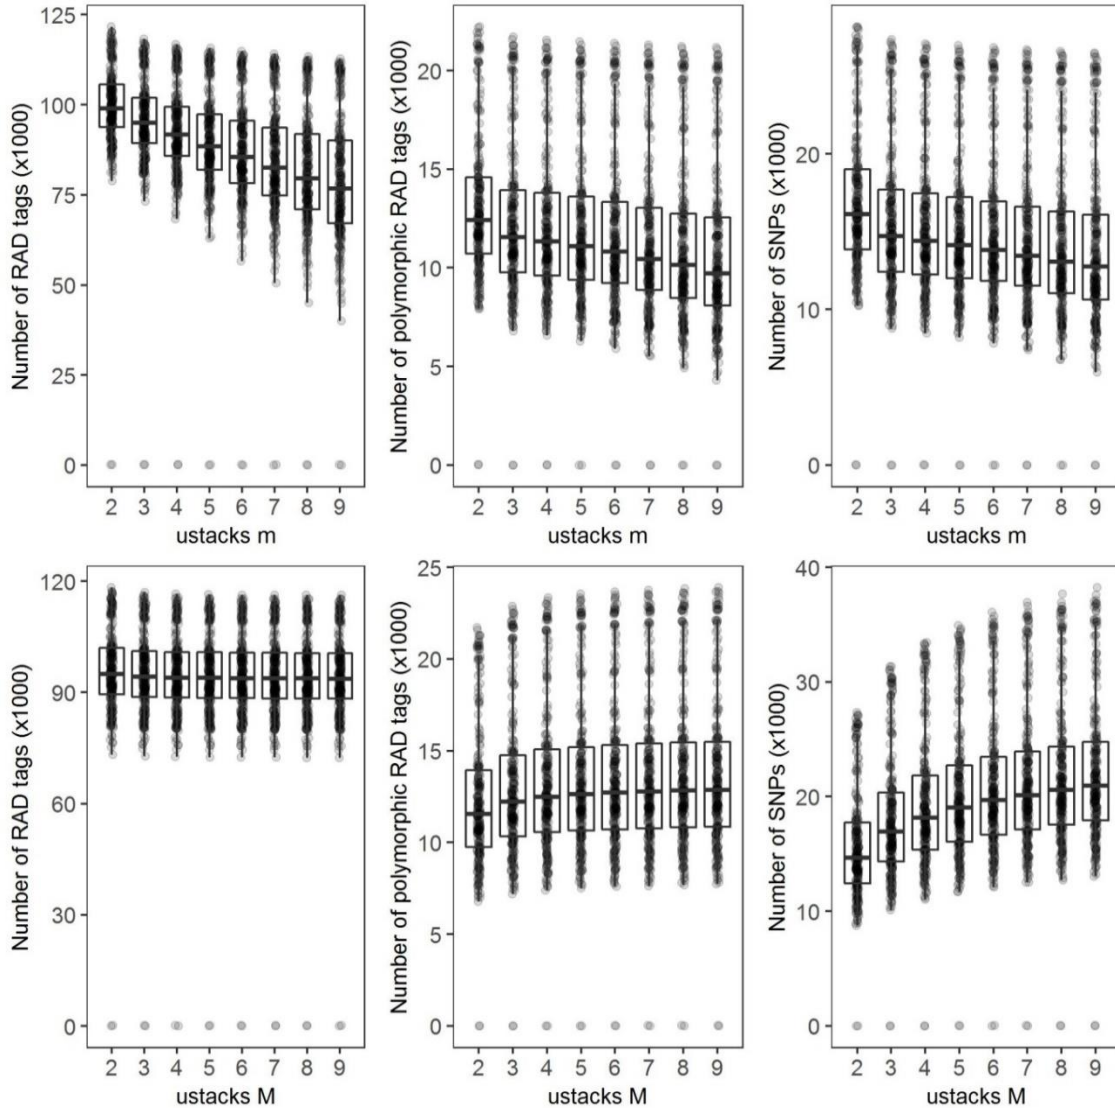 Number of RAD tags (x1000)
125
100
75
50
25
0
2 3 4 5 6 7 8 9
ustacks m
Number of polymorphic RAD tags (x1000)
20
15
10
5
0
2 3 4 5 6 7 8 9
ustacks m
Number of SNPs (x1000)
20
10
0
2 3 4 5 6 7 8 9
ustacks m
Number of RAD tags (x1000)
120
90
60
30
0
2 3 4 5 6 7 8 9
ustacks M
Number of polymorphic RAD tags (x1000)
25
20
15
10
5
0
2 3 4 5 6 7 8 9
ustacks M
Number of SNPs (x1000)
40
30
20
10
0
2 3 4 5 6 7 8 9
ustacks M